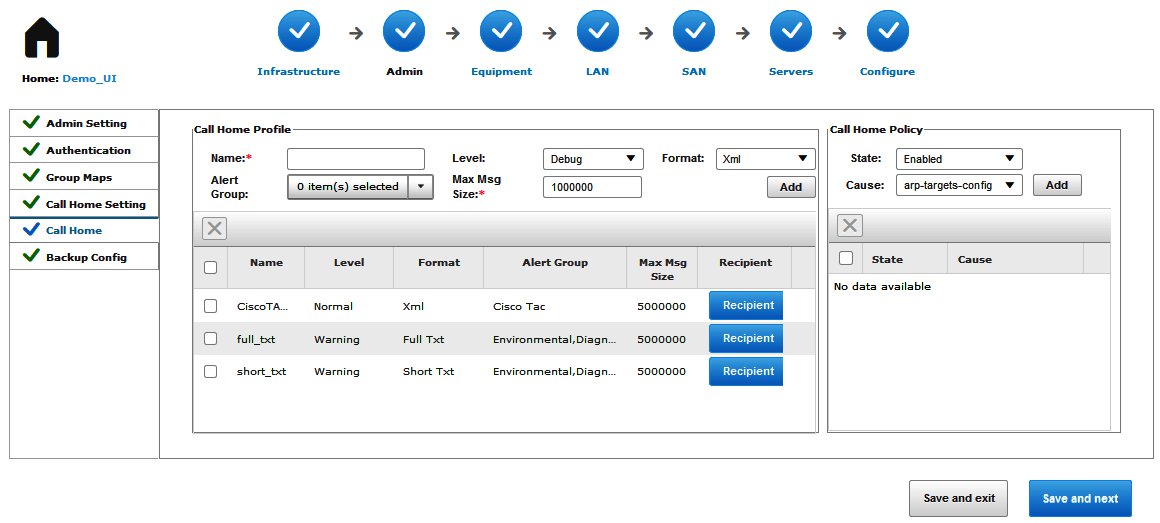 Home: Demo_UI
Infrastructure
Admin
Equipment
LAN
SAN
Servers
Configure
Admin Setting
Authentication
Group Maps
Call Home Setting
Call Home
Backup Config
Call Home Profile
Name:*
Level: Debug
Format: Xml
Alert Group: 0 item(s) selected
Max Msg Size:* 1000000
Add
Name Level Format Alert Group Max Msg Size Recipient
CiscoTA... Normal Xml Cisco Tac 5000000 Recipient
full_txt Warning Full Txt Environmental,Diagn... 5000000 Recipient
short_txt Warning Short Txt Environmental,Diagn... 5000000 Recipient
Call Home Policy
State: Enabled
Cause: arp-targets-config Add
State Cause
No data available
Save and exit
Save and next